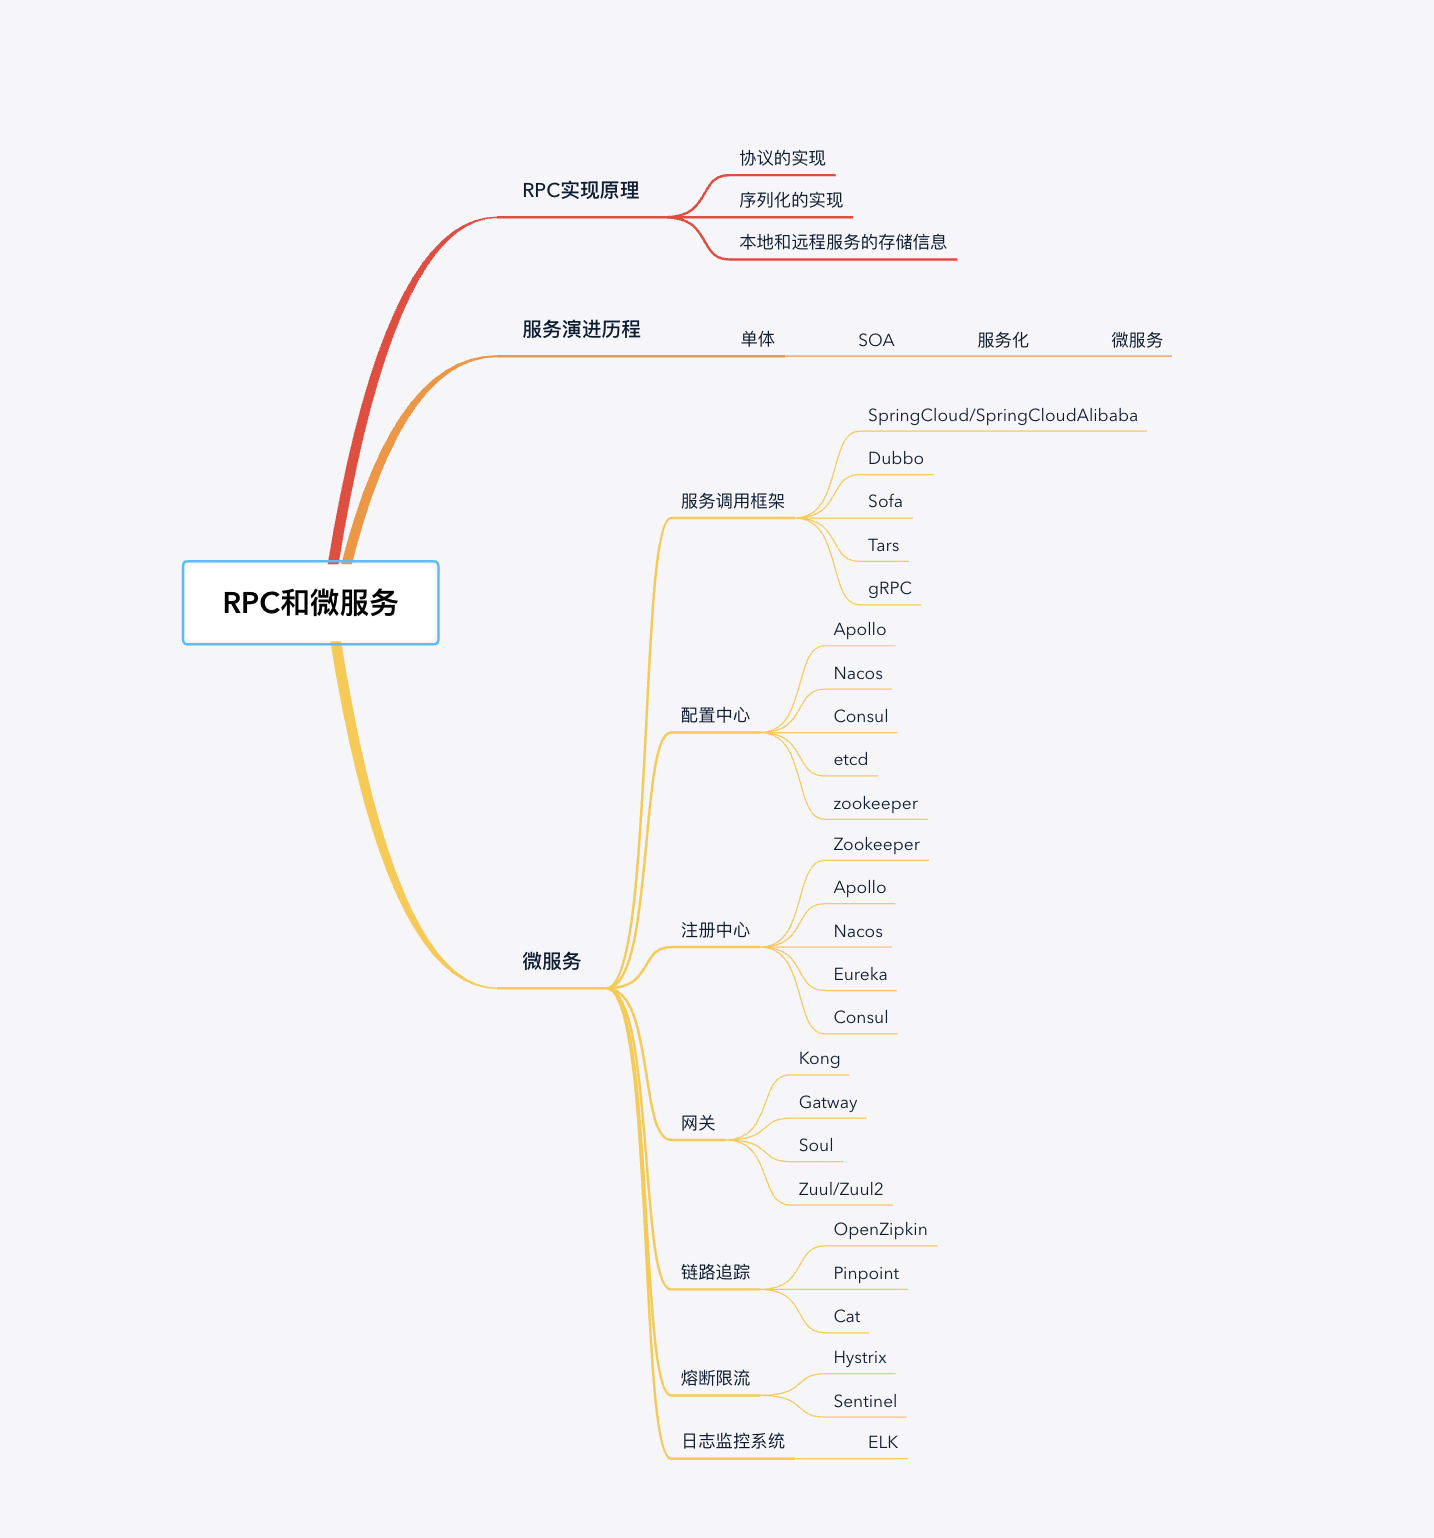 RPC和微服务
RPC实现原理
协议的实现
序列化的实现
本地和远程服务的存储信息
服务演进历程
单体
SOA
服务化
微服务
微服务
服务调用框架
SpringCloud/SpringCloudAlibaba
Dubbo
Sofa
Tars
gRPC
配置中心
Apollo
Nacos
Consul
etcd
zookeeper
注册中心
Zookeeper
Apollo
Nacos
Eureka
Consul
网关
Kong
Gatway
Soul
Zuul/Zuul2
链路追踪
OpenZipkin
Pinpoint
Cat
熔断限流
Hystrix
Sentinel
日志监控系统
ELK